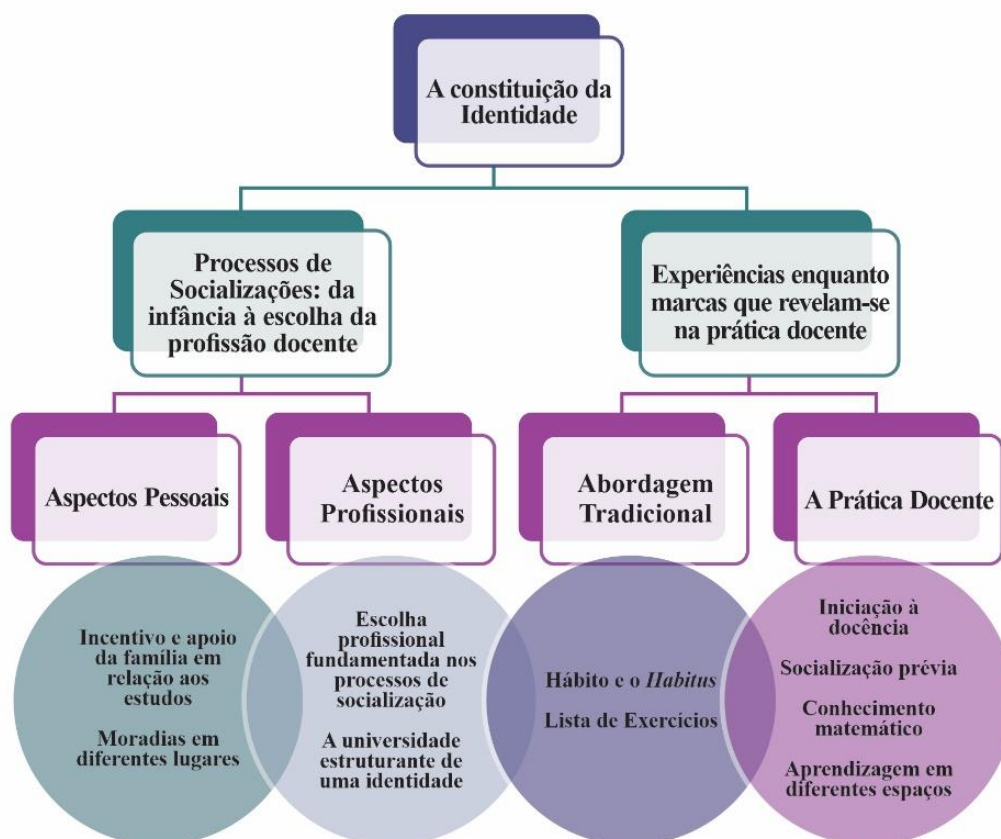 A constituição da
Identidade
Processos de
Socializações: da
infância à escolha da
profissão docente
Experiências enquanto
marcas que revelam-se
na prática docente
Aspectos Pessoais
Aspectos
Profissionais
Abordagem
Tradicional
A Prática Docente
Incentivo e apoio
da família em
relação aos
estudos
Moradias em
diferentes lugares
Escolha
profissional
fundamentada nos
processos de
socialização
A universidade
estruturante de
uma identidade
Hábito e o Habitus
Lista de Exercícios
Iniciação à
docência
Socialização prévia
Conhecimento
matemático
Aprendizagem em
diferentes espaços